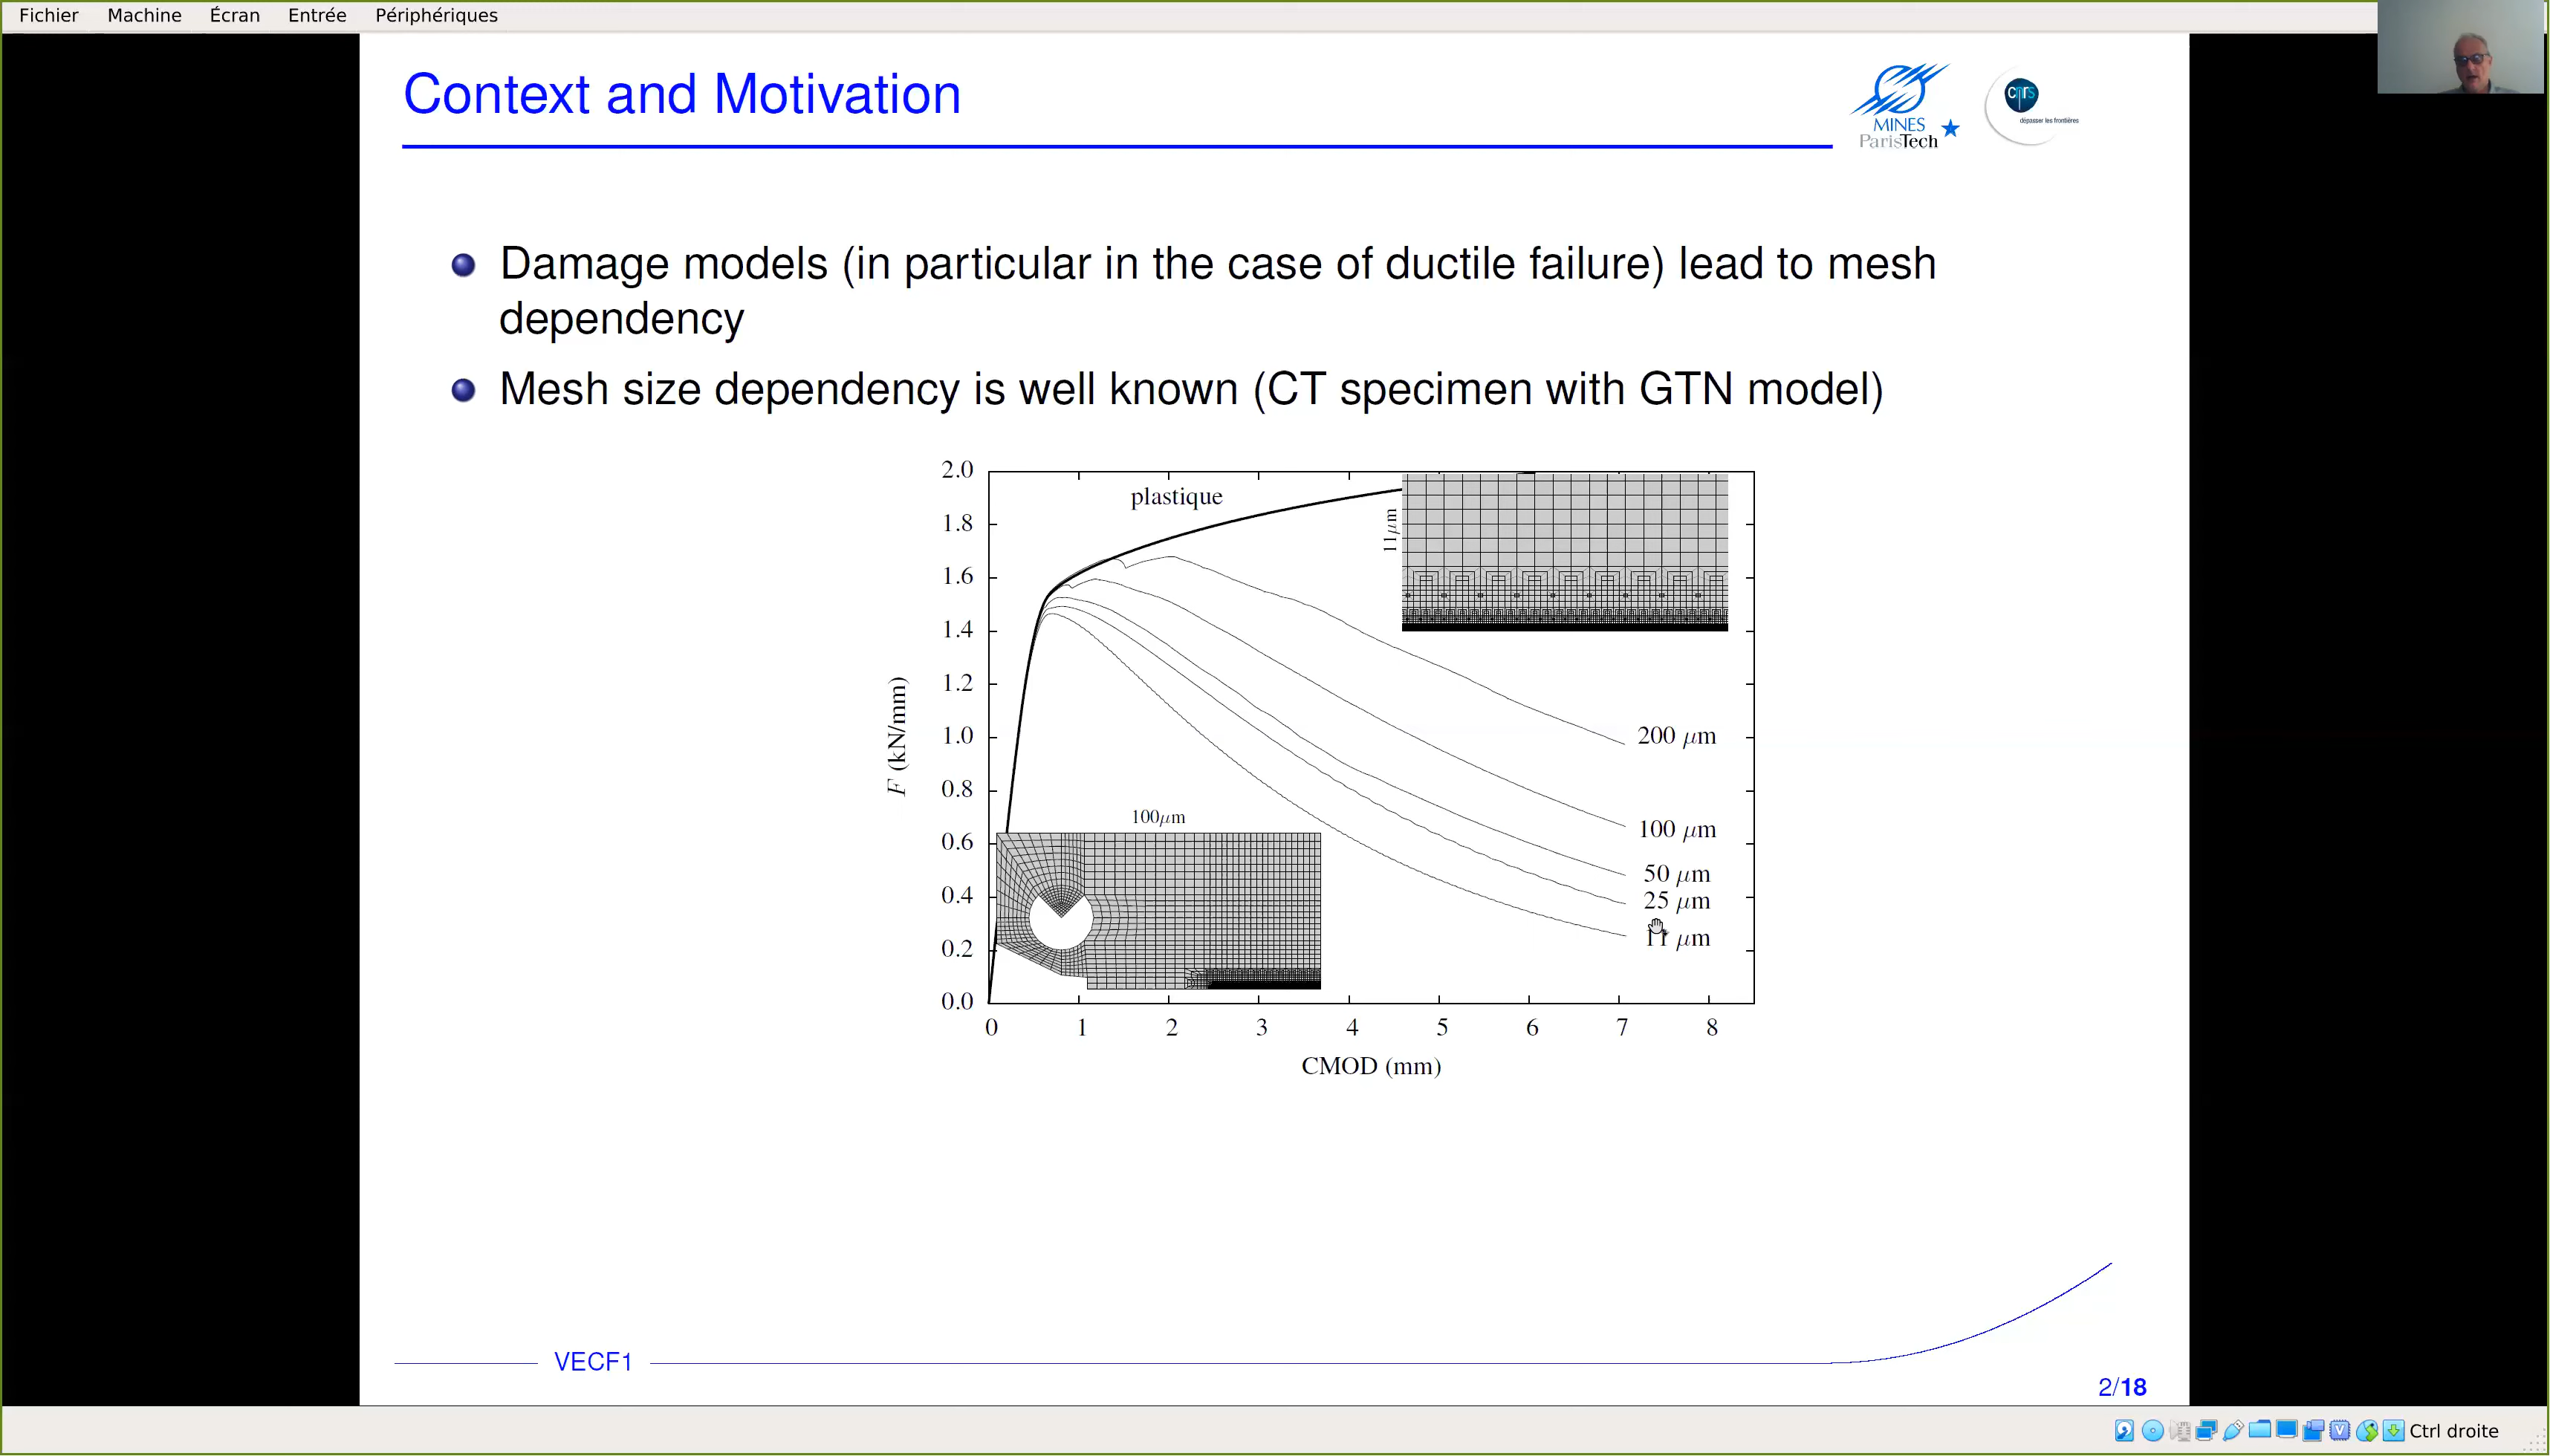 Fichier Machine Écran Entrée Périphériques
Context and Motivation
MINES
ParisTech
cnrs
dépasser les frontières
Damage models (in particular in the case of ductile failure) lead to mesh
dependency
Mesh size dependency is well known (CT specimen with GTN model)
2.0
1.8
1.6
1.4
1.2
1.0
0.8
0.6
0.4
0.2
0.0
F (kN/mm)
plastique
11μm
100μm
200 μm
100 μm
50 μm
25 μm
11 μm
0 1 2 3 4 5 6 7 8
CMOD (mm)
VECF1
2/18
Ctrl droite